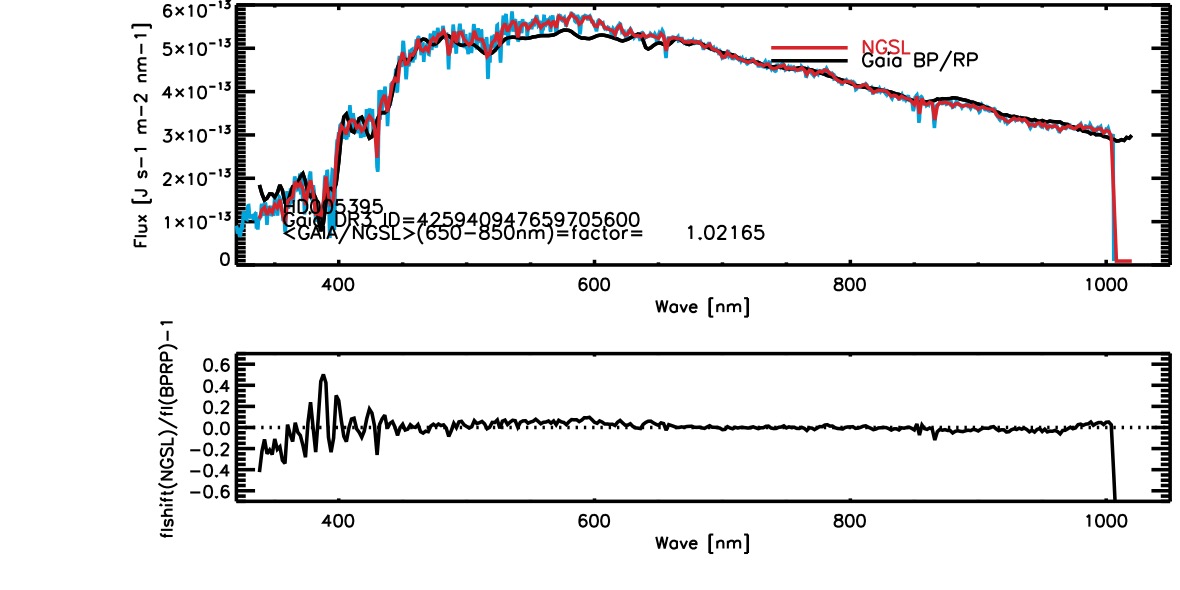 6×10−13
5×10−13
4×10−13
3×10−13
2×10−13
1×10−13
0
Flux [J s−1 m−2 nm−1]
NGSL
Gaia BP/RP
HD005395
Gaia DR3 ID=425940947659705600
<GAIA/NGSL>(650−850nm)=factor= 1.02165
400 600 800 1000
Wave [nm]
flshift(NGSL)/fl(BPRP)−1
0.6
0.4
0.2
0.0
−0.2
−0.4
−0.6
400 600 800 1000
Wave [nm]